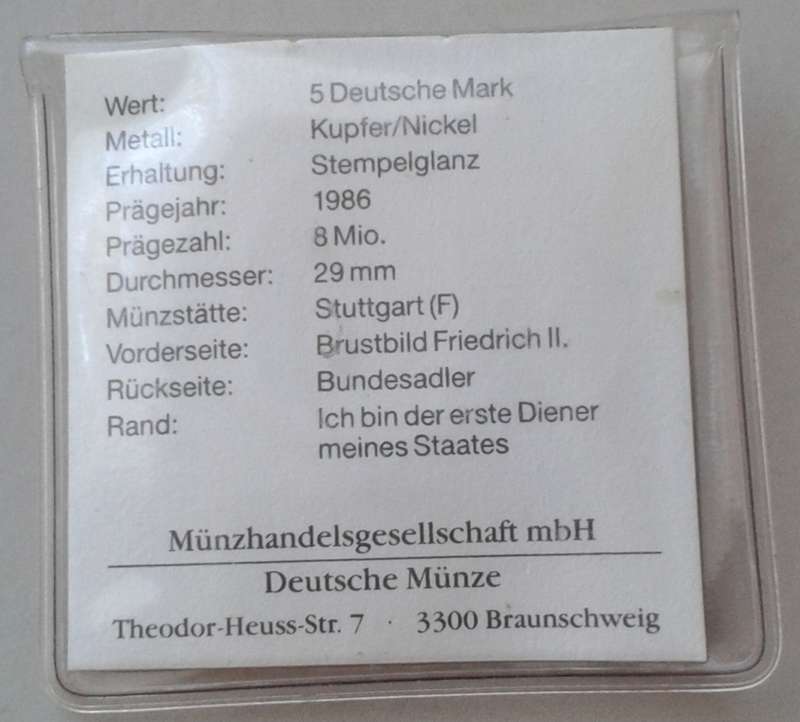 Wert: 5 Deutsche Mark
Metall: Kupfer/Nickel
Erhaltung: Stempelglanz
Prägejahr: 1986
Prägezahl: 8 Mio.
Durchmesser: 29 mm
Münzstätte: Stuttgart (F)
Vorderseite: Brustbild Friedrich II.
Rückseite: Bundesadler
Rand: Ich bin der erste Diener
meines Staates
Münzhandelsgesellschaft mbH
Deutsche Münze
Theodor-Heuss-Str. 7 · 3300 Braunschweig